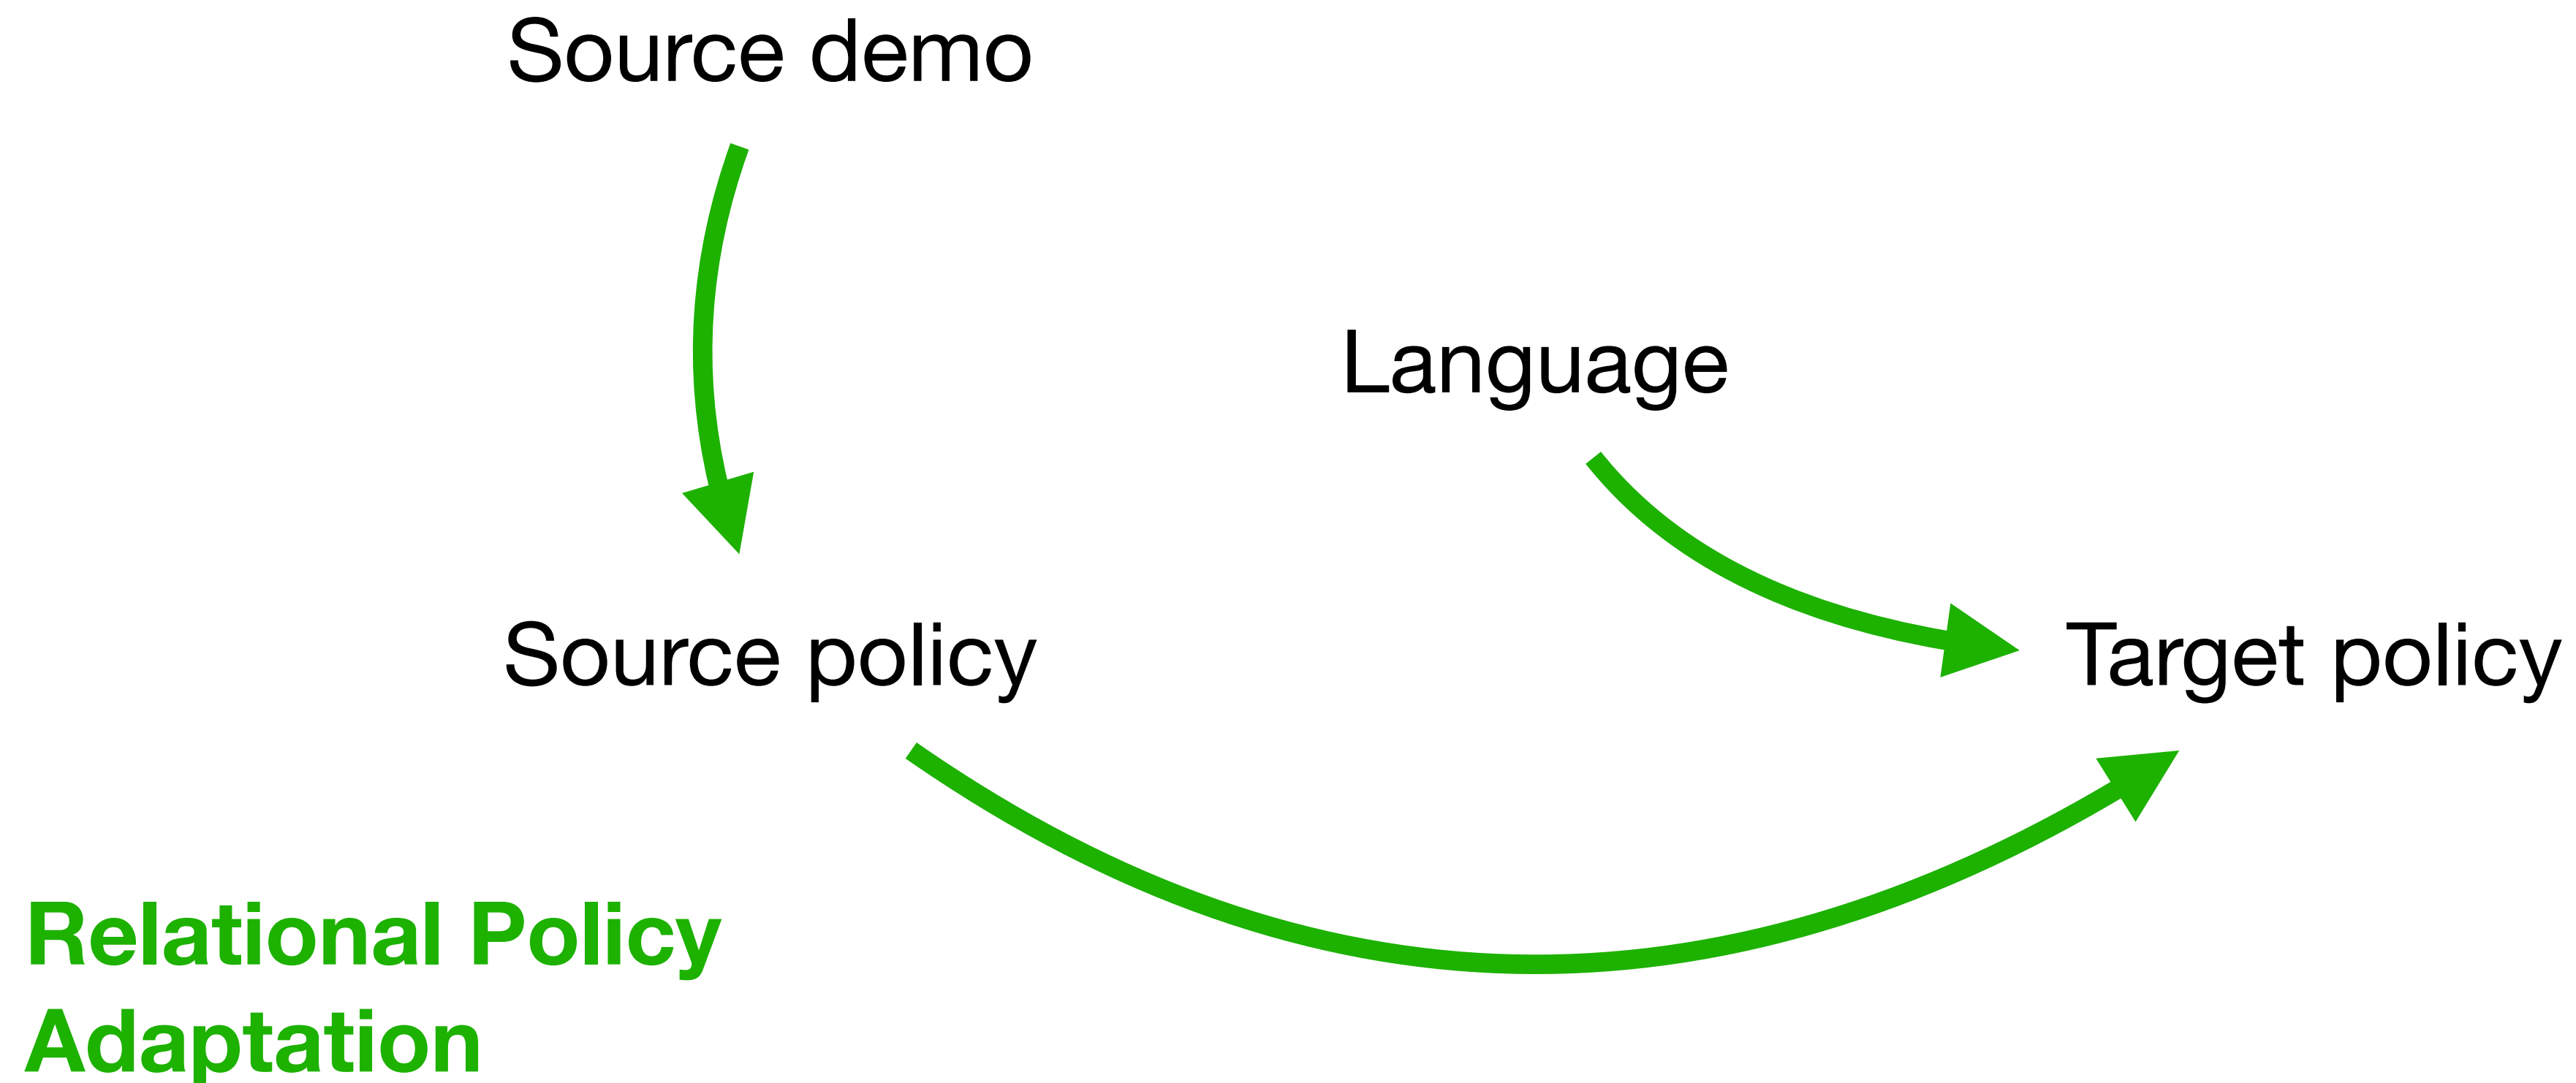 Source demo
Language
Source policy
Target policy
Relational Policy
Adaptation